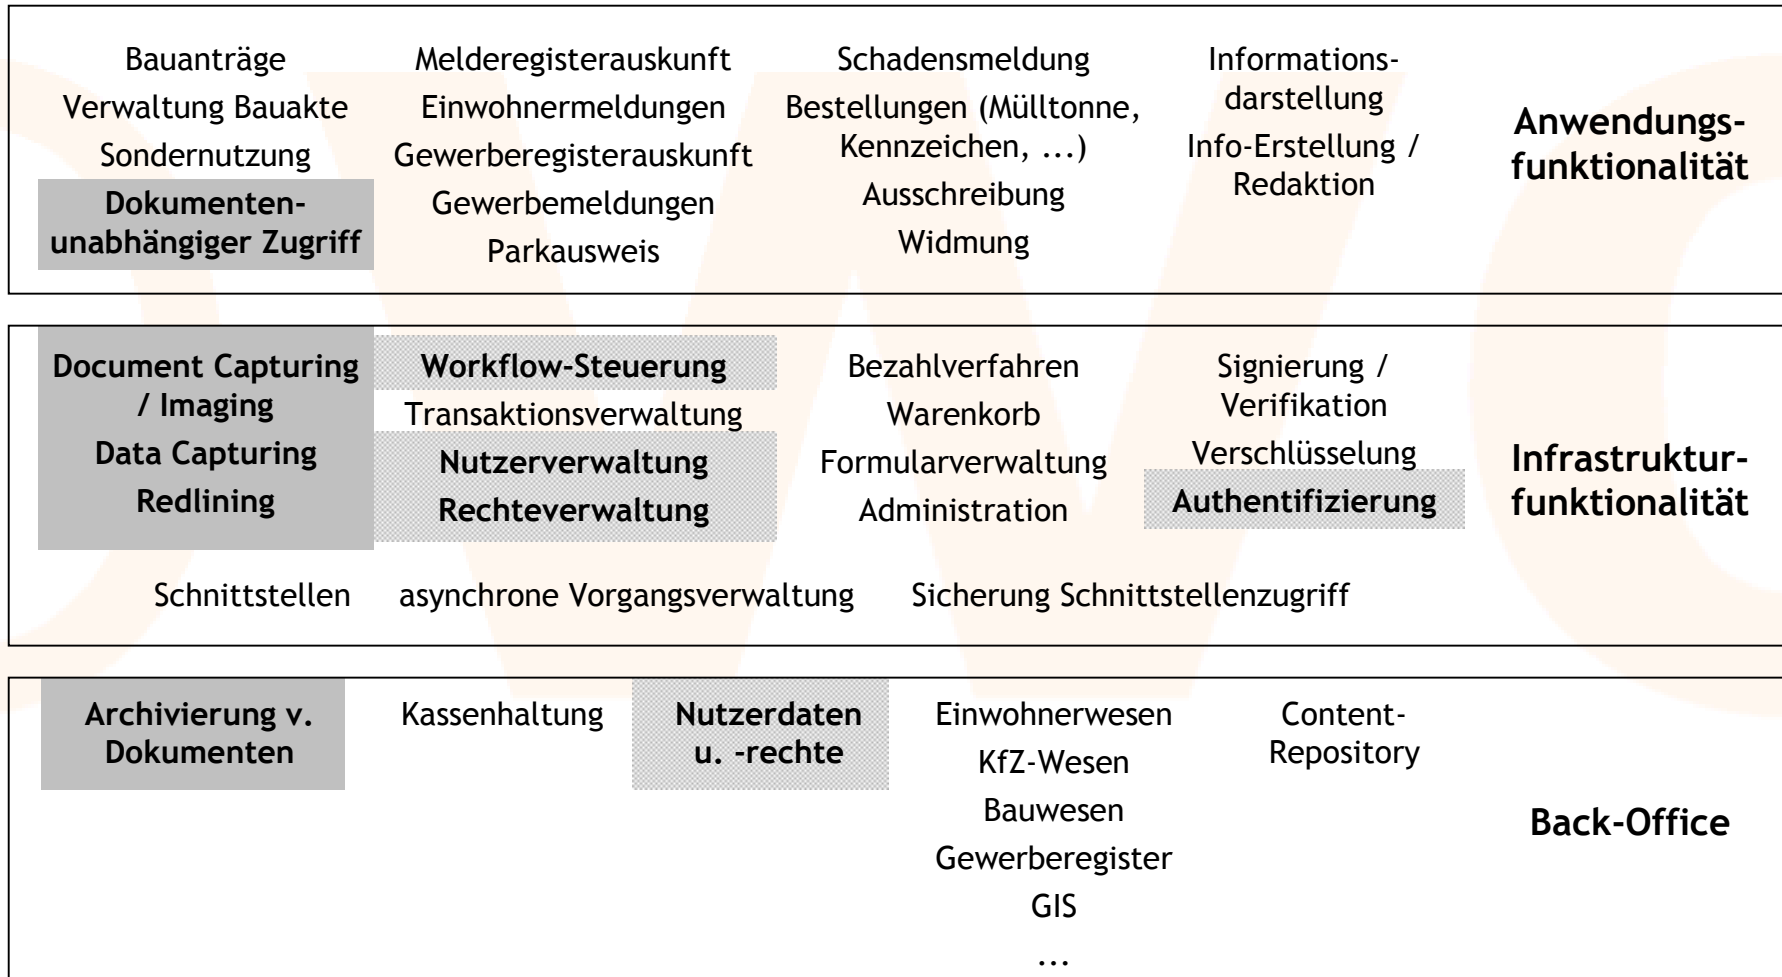 Bauanträge
Verwaltung Bauakte
Sondernutzung
Dokumenten-
unabhängiger Zugriff
Melderegisterauskunft
Einwohnermeldungen
Gewerberegisterauskunft
Gewerbemeldungen
Parkausweis
Schadensmeldung
Bestellungen (Mülltonne,
Kennzeichen, ...)
Ausschreibung
Widmung
Informations-
darstellung
Info-Erstellung /
Redaktion
Anwendungs-
funktionalität
Document Capturing
/ Imaging
Data Capturing
Redlining
Workflow-Steuerung
Transaktionsverwaltung
Nutzerverwaltung
Rechteverwaltung
Bezahlverfahren
Warenkorb
Formularverwaltung
Administration
Signierung /
Verifikation
Verschlüsselung
Authentifizierung
Infrastruktur-
funktionalität
Schnittstellen
asynchrone Vorgangsverwaltung
Sicherung Schnittstellenzugriff
Archivierung v.
Dokumenten
Kassenhaltung
Nutzerdaten
u. -rechte
Einwohnerwesen
KfZ-Wesen
Bauwesen
Gewerberegister
GIS
...
Content-
Repository
Back-Office